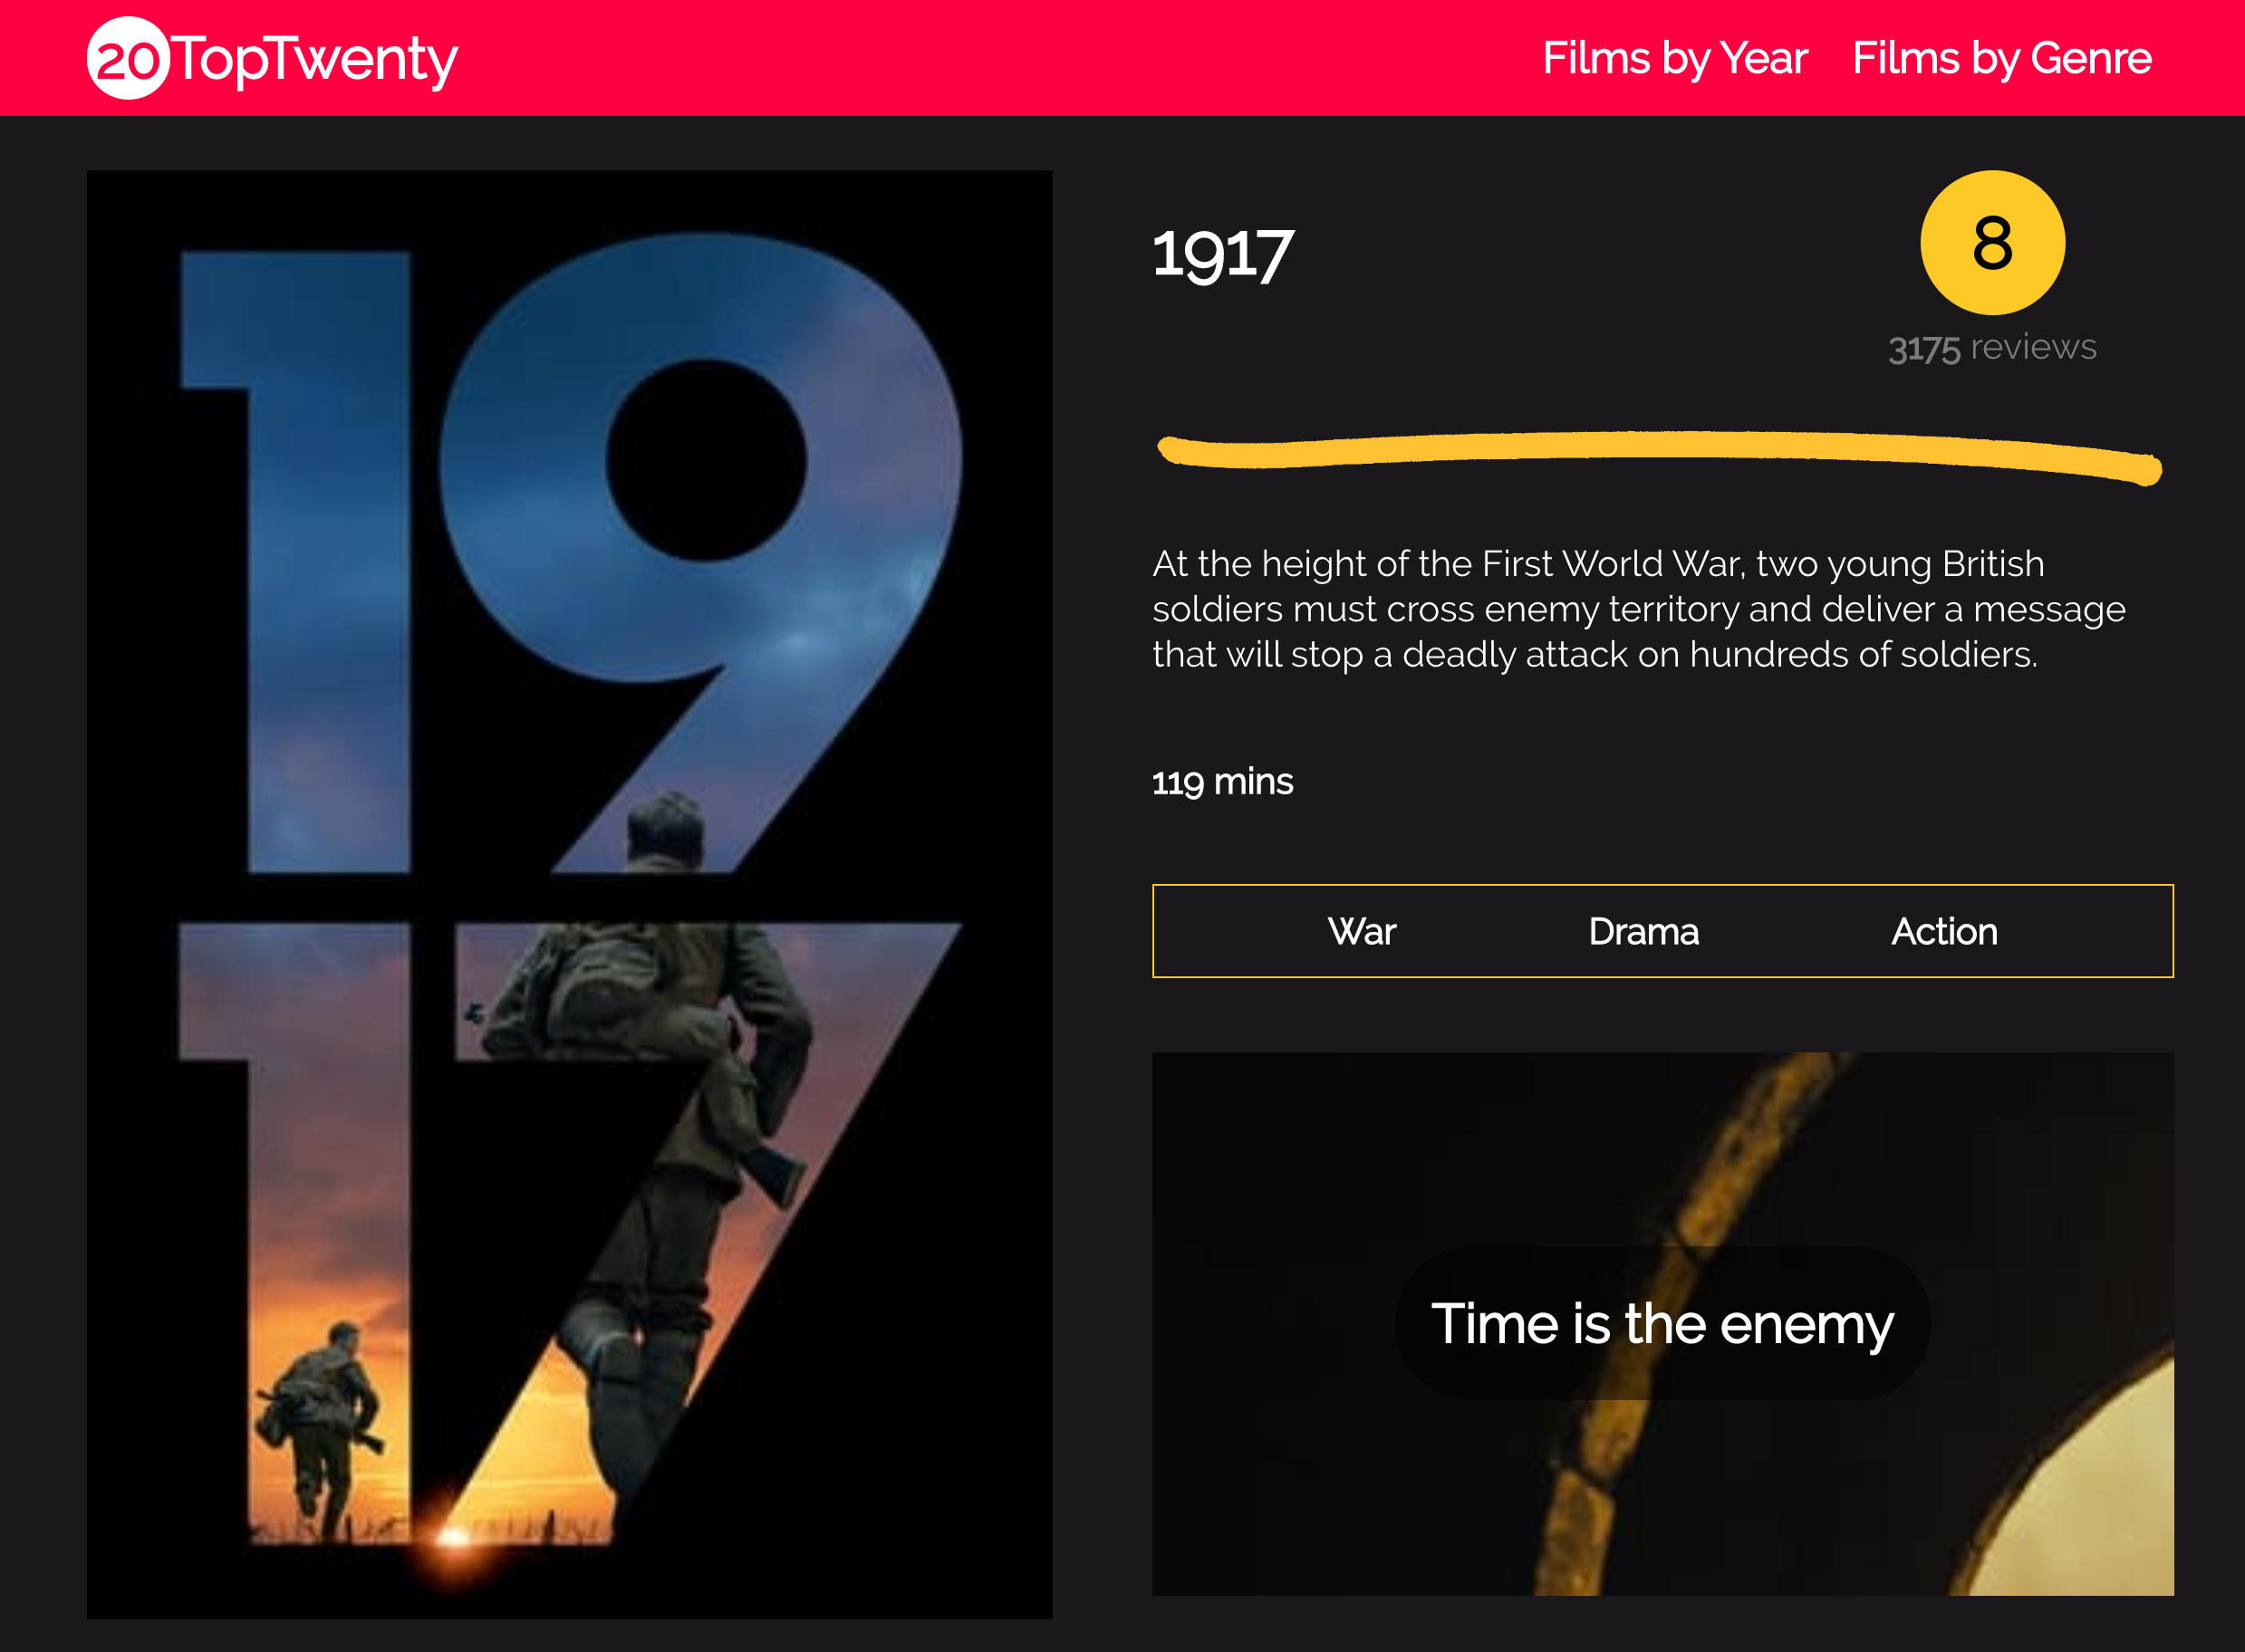 20 TopTwenty
Films by Year
Films by Genre
19
17
1917
8
3175 reviews
At the height of the First World War, two young British
soldiers must cross enemy territory and deliver a message
that will stop a deadly attack on hundreds of soldiers.
119 mins
War
Drama
Action
Time is the enemy